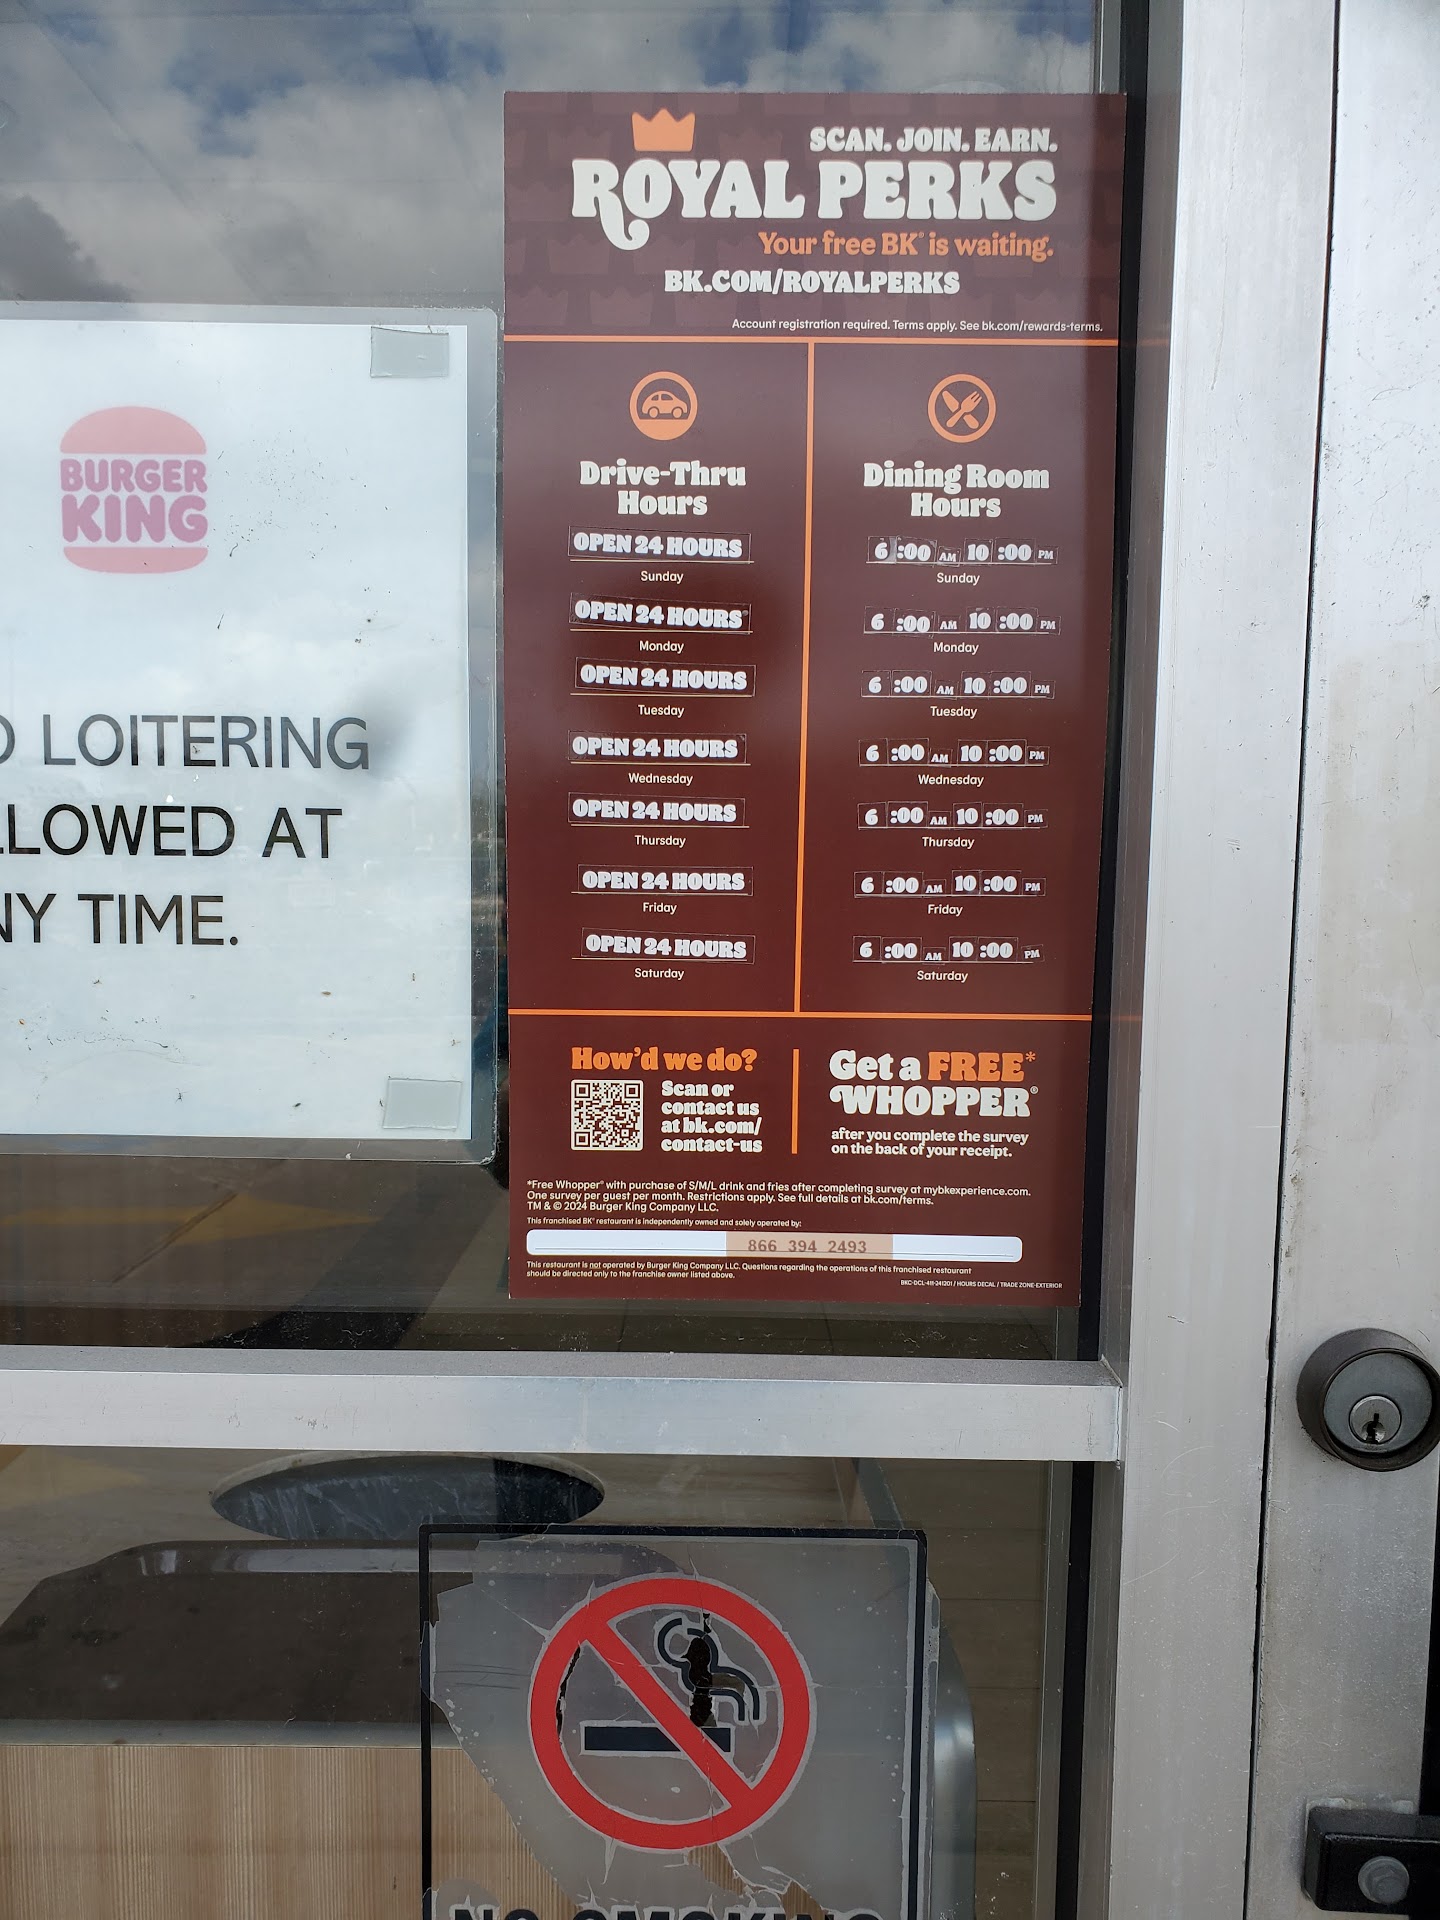 SCAN. JOIN. EARN.
ROYAL PERKS
Your free BK® is waiting.
BK.COM/ROYALPERKS
Account registration required. Terms apply. See bk.com/rewards-terms.
Drive-Thru
Hours
OPEN 24 HOURS
Sunday
OPEN 24 HOURS
Monday
OPEN 24 HOURS
Tuesday
OPEN 24 HOURS
Wednesday
OPEN 24 HOURS
Thursday
OPEN 24 HOURS
Friday
OPEN 24 HOURS
Saturday
Dining Room
Hours
6 :00 AM 10 :00 PM
Sunday
6 :00 AM 10 :00 PM
Monday
6 :00 AM 10 :00 PM
Tuesday
6 :00 AM 10 :00 PM
Wednesday
6 :00 AM 10 :00 PM
Thursday
6 :00 AM 10 :00 PM
Friday
6 :00 AM 10 :00 PM
Saturday
How'd we do?
Scan or
contact us
at bk.com/
contact-us
Get a FREE*
WHOPPER®
after you complete the survey
on the back of your receipt.
*Free Whopper® with purchase of S/M/L drink and fries after completing survey at mybkexperience.com.
One survey per guest per month. Restrictions apply. See full details at bk.com/terms.
TM & © 2024 Burger King Company LLC.
This franchised BK® restaurant is independently owned and solely operated by:
866 394 2493
This restaurant is not operated by Burger King Company LLC. Questions regarding the operations of this franchised restaurant
should be directed only to the franchise owner listed above.
BKC-DCL-411-241201 / HOURS DECAL / TRADE ZONE-EXTERIOR
BURGER
KING
O LOITERING
LLOWED AT
NY TIME.
NO SMOKING